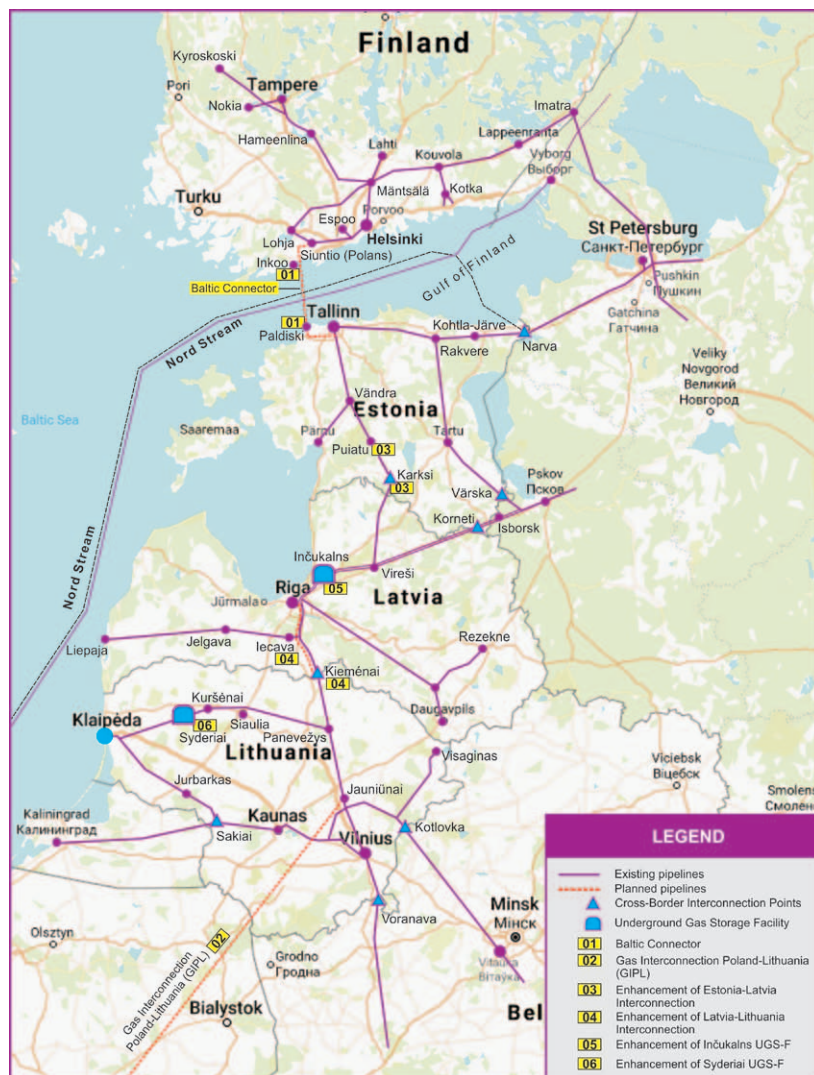 Finland
Kyroskoski
Pori
Tampere
Nokia
Hameenlina
Imatra
Lahti
Lappeenranta
Kouvola
Vyborg
Выборг
Turku
Mäntsälä
Kotka
Espoo
Porvoo
Lohja
Helsinki
Siuntio (Polans)
Inkoo
01
Baltic Connector
St Petersburg
Санкт-Петербург
Pushkin
Пушкин
Gatchina
Гатчина
Gulf of Finland
Nord Stream
Tallinn
01
Paldiski
Kohtla-Järve
Rakvere
Narva
Veliky
Novgorod
Великий
Новгород
Baltic Sea
Vändra
Estonia
Saaremaa
Pärnu
Puiatu
03
Tartu
Karksi
03
Värska
Pskov
Псков
Korneti
Isborsk
Nord Stream
Inčukalns
05
Vireši
Riga
Jūrmala
Latvia
Rezekne
Liepaja
Jelgava
Iecava
04
Kieménai
04
Daugavpils
Kuršénai
Klaipėda
06
Syderiai
Siaulia
Panevežys
Lithuania
Visaginas
Viciebsk
Віцебск
Jurbarkas
Jauniünai
Smolens
Смолен
Kaliningrad
Калининград
Kaunas
Sakiai
Kotlovka
Vilnius
Voranava
Minsk
Мінск
Olsztyn
Grodno
Гродна
02
Gas Interconnection
Poland-Lithuania (GIPL)
Vitaŭka
Вітаўка
Bialystok
Bel
LEGEND
Existing pipelines
Planned pipelines
Cross-Border Interconnection Points
Underground Gas Storage Facility
01 Baltic Connector
02 Gas Interconnection Poland-Lithuania
(GIPL)
03 Enhancement of Estonia-Latvia
Interconnection
04 Enhancement of Latvia-Lithuania
Interconnection
05 Enhancement of Inčukalns UGS-F
06 Enhancement of Syderiai UGS-F